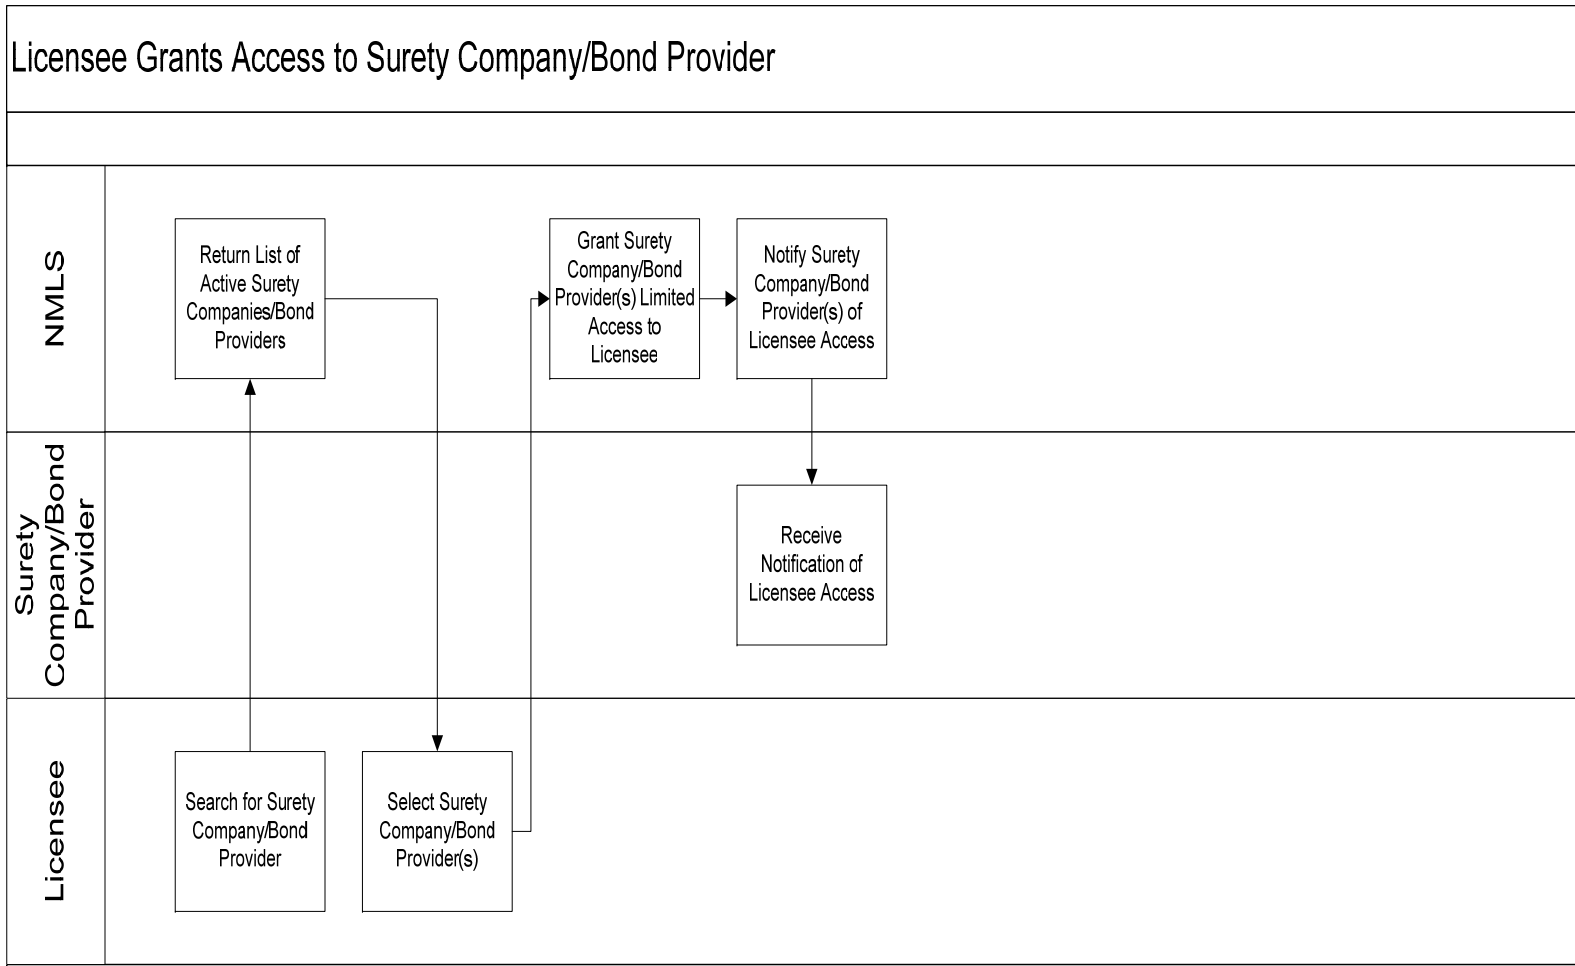 Licensee Grants Access to Surety Company/Bond Provider
NMLS
Return List of
Active Surety
Companies/Bond
Providers
Grant Surety
Company/Bond
Provider(s) Limited
Access to
Licensee
Notify Surety
Company/Bond
Provider(s) of
Licensee Access
Surety
Company/Bond
Provider
Receive
Notification of
Licensee Access
Licensee
Search for Surety
Company/Bond
Provider
Select Surety
Company/Bond
Provider(s)